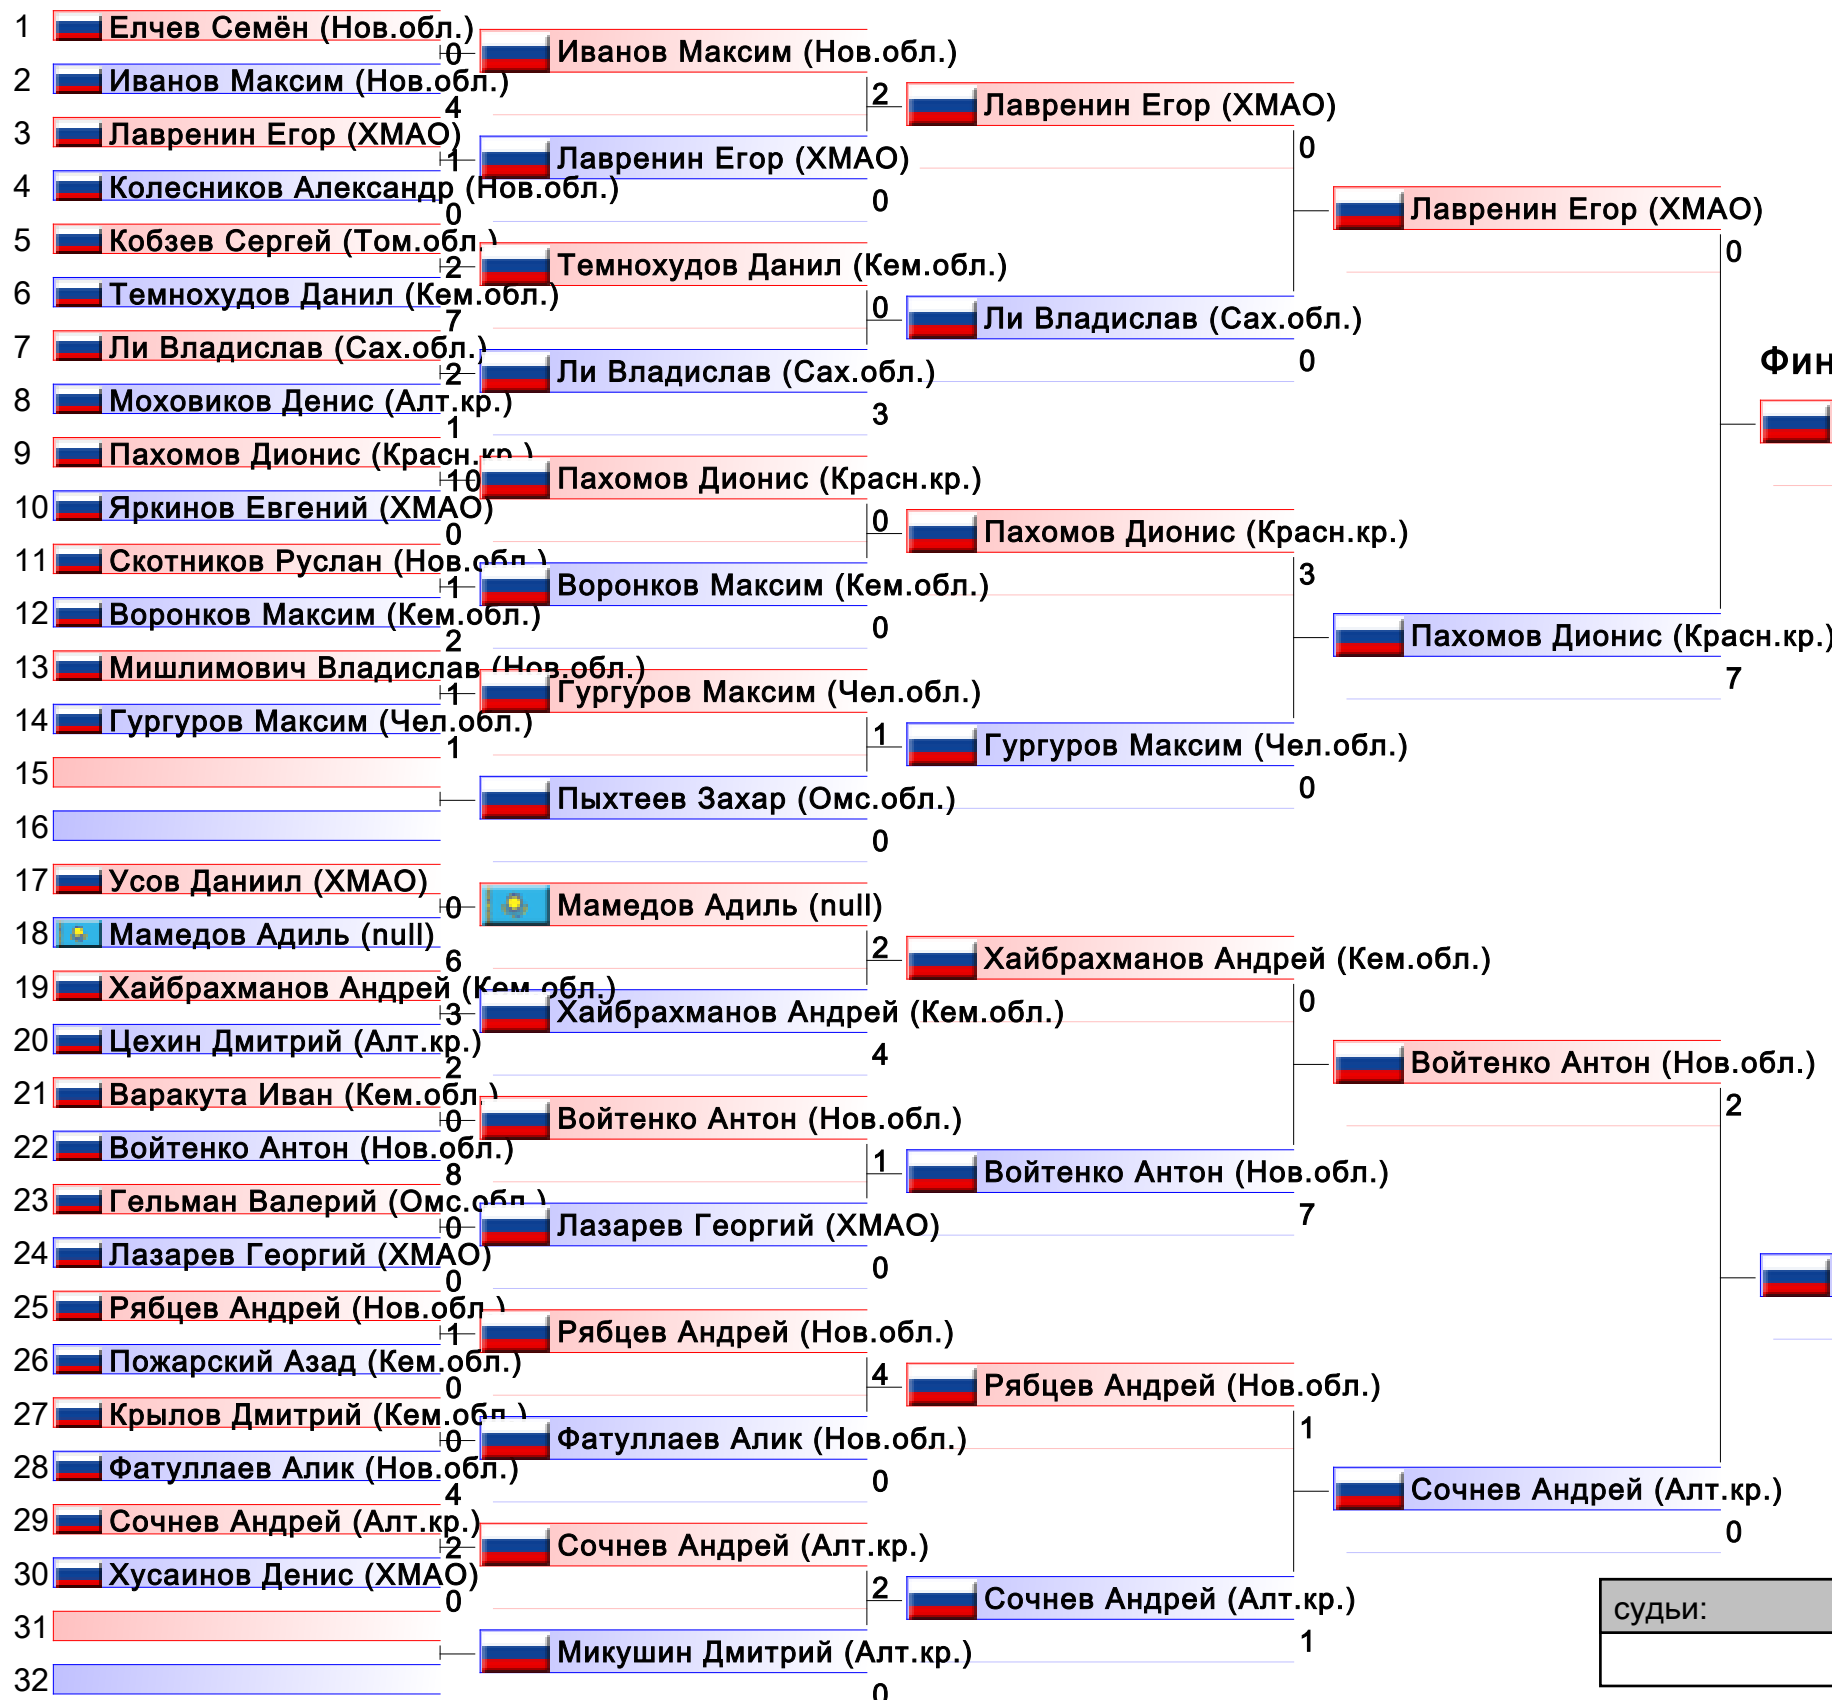 1 Елчев Семён (Нов.обл.)
0
2 Иванов Максим (Нов.обл.)
4
3 Лавренин Егор (ХМАО)
1
4 Колесников Александр (Нов.обл.)
0
5 Кобзев Сергей (Том.обл.)
2
6 Темнохудов Данил (Кем.обл.)
7
7 Ли Владислав (Сах.обл.)
2
8 Моховиков Денис (Алт.кр.)
1
9 Пахомов Дионис (Красн.кр.)
10
10 Яркинов Евгений (ХМАО)
0
11 Скотников Руслан (Нов.обл.)
1
12 Воронков Максим (Кем.обл.)
2
13 Мишлимович Владислав (Нов.обл.)
1
14 Гургуров Максим (Чел.обл.)
1
15
16
17 Усов Даниил (ХМАО)
0
18 Мамедов Адиль (null)
6
19 Хайбрахманов Андрей (Кем.обл.)
3
20 Цехин Дмитрий (Алт.кр.)
2
21 Варакута Иван (Кем.обл.)
0
22 Войтенко Антон (Нов.обл.)
8
23 Гельман Валерий (Омс.обл.)
0
24 Лазарев Георгий (ХМАО)
0
25 Рябцев Андрей (Нов.обл.)
1
26 Пожарский Азад (Кем.обл.)
0
27 Крылов Дмитрий (Кем.обл.)
0
28 Фатуллаев Алик (Нов.обл.)
4
29 Сочнев Андрей (Алт.кр.)
2
30 Хусаинов Денис (ХМАО)
0
31
32
Иванов Максим (Нов.обл.)
2
Лавренин Егор (ХМАО)
0
Темнохудов Данил (Кем.обл.)
0
Ли Владислав (Сах.обл.)
3
Пахомов Дионис (Красн.кр.)
0
Воронков Максим (Кем.обл.)
0
Гургуров Максим (Чел.обл.)
1
Пыхтеев Захар (Омс.обл.)
0
Мамедов Адиль (null)
2
Хайбрахманов Андрей (Кем.обл.)
4
Войтенко Антон (Нов.обл.)
1
Лазарев Георгий (ХМАО)
0
Рябцев Андрей (Нов.обл.)
4
Фатуллаев Алик (Нов.обл.)
0
Сочнев Андрей (Алт.кр.)
2
Микушин Дмитрий (Алт.кр.)
0
Лавренин Егор (ХМАО)
0
Ли Владислав (Сах.обл.)
0
Пахомов Дионис (Красн.кр.)
3
Гургуров Максим (Чел.обл.)
0
Хайбрахманов Андрей (Кем.обл.)
0
Войтенко Антон (Нов.обл.)
7
Рябцев Андрей (Нов.обл.)
1
Сочнев Андрей (Алт.кр.)
1
Лавренин Егор (ХМАО)
0
Пахомов Дионис (Красн.кр.)
7
Войтенко Антон (Нов.обл.)
2
Сочнев Андрей (Алт.кр.)
0
Фин
судьи: